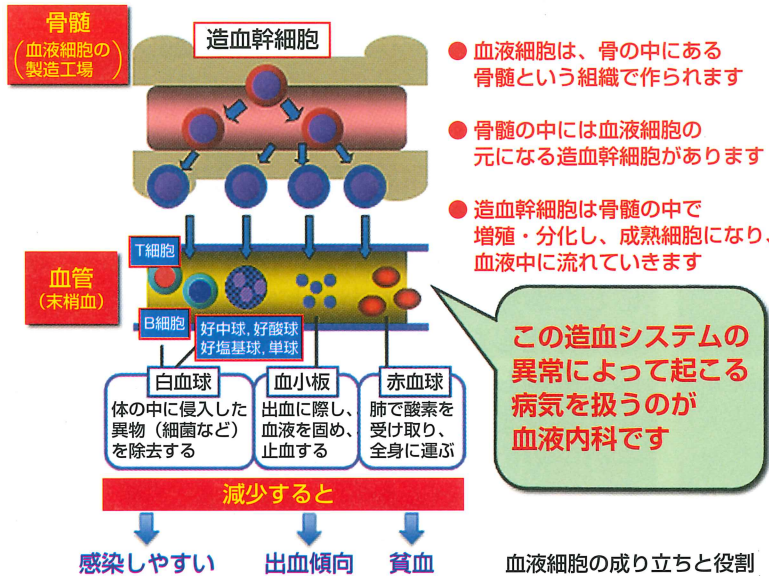 骨髄
(血液細胞の
製造工場)
造血幹細胞
● 血液細胞は、骨の中にある
骨髄という組織で作られます
● 骨髄の中には血液細胞の
元になる造血幹細胞があります
● 造血幹細胞は骨髄の中で
増殖・分化し、成熟細胞になり、
血液中に流れていきます
血管
(末梢血)
T細胞
B細胞
好中球, 好酸球
好塩基球, 単球
この造血システムの
異常によって起こる
病気を扱うのが
血液内科です
白血球
体の中に侵入した
異物（細菌など）
を除去する
血小板
出血に際し、
血液を固め、
止血する
赤血球
肺で酸素を
受け取り、
全身に運ぶ
減少すると
感染しやすい
出血傾向
貧血
血液細胞の成り立ちと役割